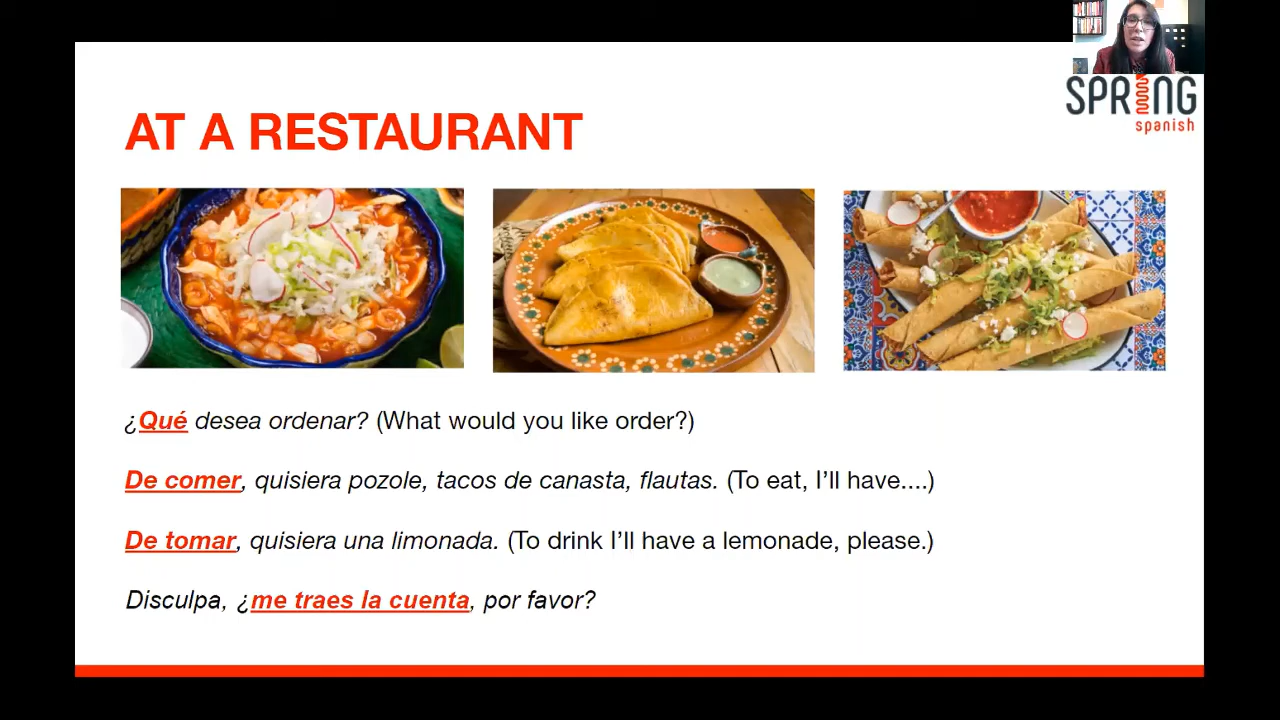 SPRING
spanish
AT A RESTAURANT
¿Qué desea ordenar? (What would you like order?)
De comer, quisiera pozole, tacos de canasta, flautas. (To eat, I’ll have....)
De tomar, quisiera una limonada. (To drink I’ll have a lemonade, please.)
Disculpa, ¿me traes la cuenta, por favor?